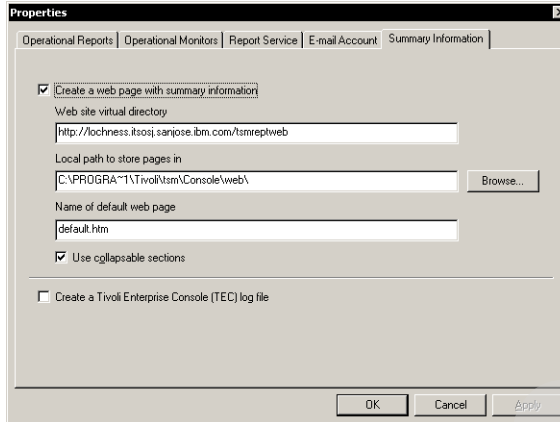 Properties
Operational Reports | Operational Monitors | Report Service | E-mail Account | Summary Information
Create a web page with summary information
Web site virtual directory
http://lochness.itsosj.sanjose.ibm.com/tsmreptweb
Local path to store pages in
C:\PROGRA~1\Tivoli\tsm\Console\web\ Browse...
Name of default web page
default.htm
Use collapsable sections
Create a Tivoli Enterprise Console (TEC) log file
OK Cancel Apply